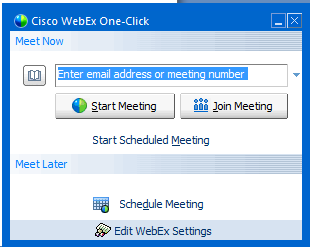 Cisco WebEx One-Click
Meet Now
Enter email address or meeting number
Start Meeting
Join Meeting
Start Scheduled Meeting
Meet Later
Schedule Meeting
Edit WebEx Settings